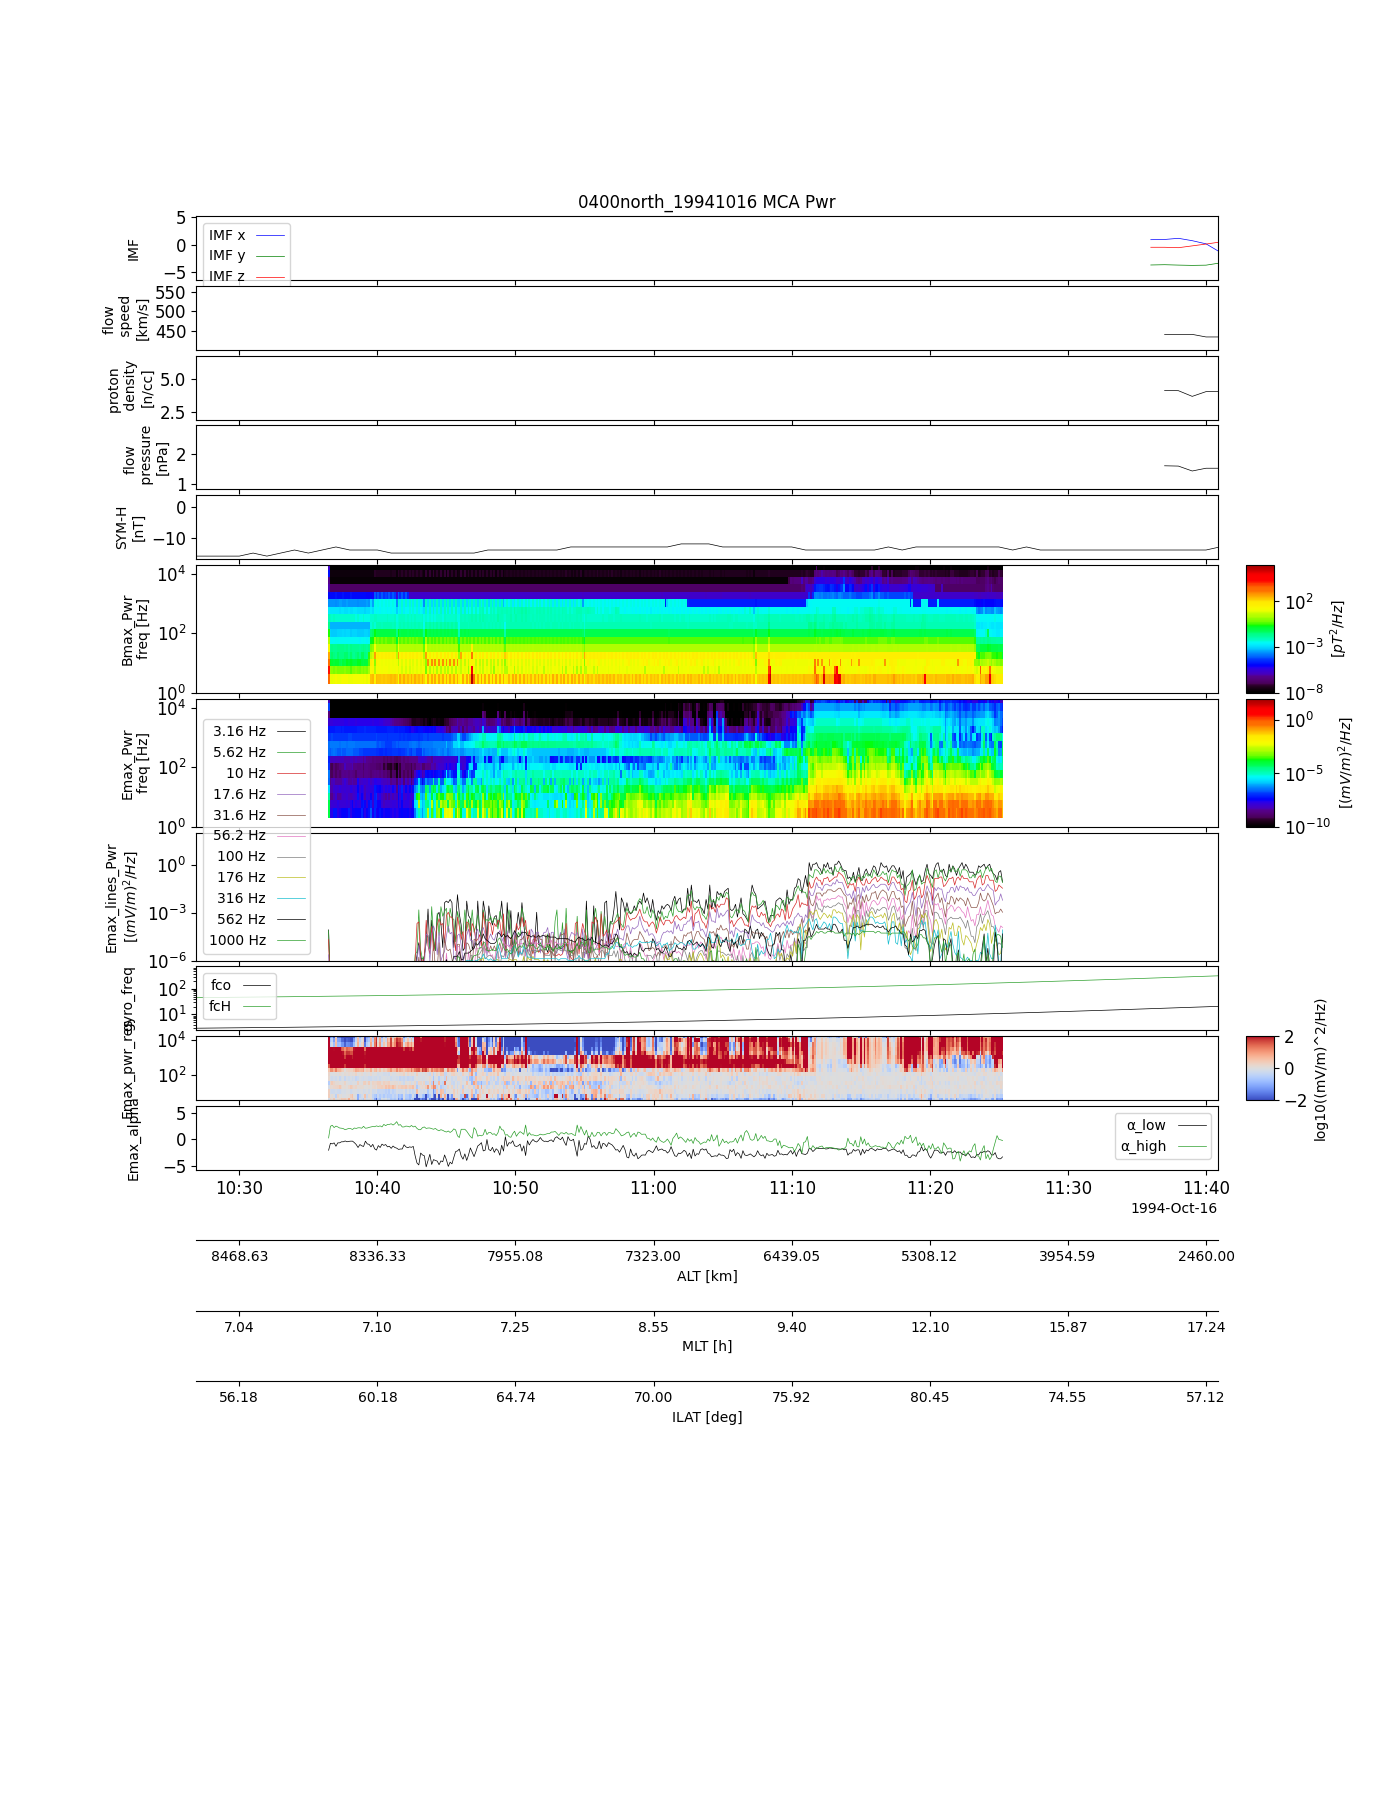 0400north_19941016 MCA Pwr
IMF
5
0
−5
IMF x
IMF y
IMF z
flow
speed
[km/s]
550
500
450
proton
density
[n/cc]
5.0
2.5
flow
pressure
[nPa]
2
1
SYM-H
[nT]
0
−10
Bmax_Pwr
freq [Hz]
10^4
10^2
10^0
10^2
10^−3
10^−8
[pT^2/Hz]
Emax_Pwr
freq [Hz]
10^4
10^2
10^0
10^0
10^−5
10^−10
[(mV/m)^2/Hz]
3.16 Hz
5.62 Hz
10 Hz
17.6 Hz
31.6 Hz
56.2 Hz
100 Hz
176 Hz
316 Hz
562 Hz
1000 Hz
Emax_lines_Pwr
[(mV/m)^2/Hz]
10^0
10^−3
10^−6
gyro_freq
10^2
10^1
fco
fcH
Emax_pwr_req
10^4
10^2
2
0
−2
log10((mV/m)^2/Hz)
Emax_alpha
5
0
−5
α_low
α_high
10:30 10:40 10:50 11:00 11:10 11:20 11:30 11:40
1994-Oct-16
8468.63 8336.33 7955.08 7323.00 6439.05 5308.12 3954.59 2460.00
ALT [km]
7.04 7.10 7.25 8.55 9.40 12.10 15.87 17.24
MLT [h]
56.18 60.18 64.74 70.00 75.92 80.45 74.55 57.12
ILAT [deg]